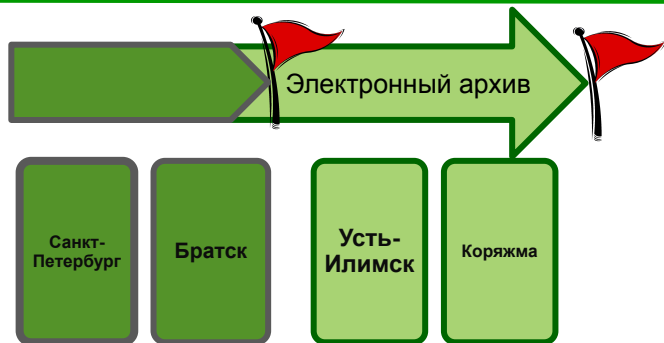 Электронный архив
Санкт-
Петербург
Братск
Усть-
Илимск
Коряжма